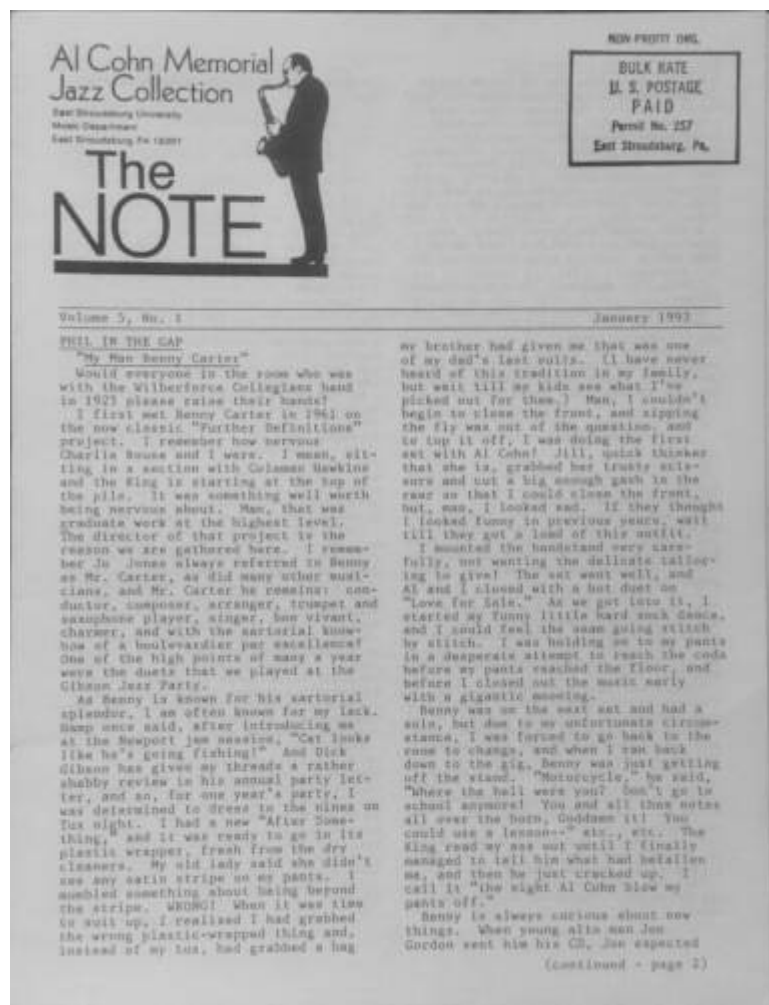 Al Cohn Memorial
Jazz Collection
East Stroudsburg University
Music Department
East Stroudsburg, PA 18301
The
NOTE
NON-PROFIT ORG.
BULK RATE
U. S. POSTAGE
PAID
Permit No. 257
East Stroudsburg, Pa.
Volume 5, No. 1
January 1993
PHIL IN THE GAP
"My Man Benny Carter"
Would everyone in the room who was
with the Wilberforce Collegians band
in 1925 please raise their hands?
I first met Benny Carter in 1961 on
the now classic "Further Definitions"
project. I remember how nervous
Charlie Rouse and I were. I mean, sit-
ting in a section with Coleman Hawkins
and the King is starting at the top of
the pile. It was something well worth
being nervous about. Man, that was
graduate work at the highest level.
The director of that project is the
reason we are gathered here. I remem-
ber Jo Jones always referred to Benny
as Mr. Carter, as did many other musi-
cians, and Mr. Carter he remains: con-
ductor, composer, arranger, trumpet and
saxophone player, singer, bon vivant,
charmer, and with the sartorial know-
how of a boulevardier par excellence!
One of the high points of many a year
were the duets that we played at the
Gibson Jazz Party.
As Benny is known for his sartorial
splendor, I am often known for my lack.
Hamp once said, after introducing me
at the Newport jam session, "Cat looks
like he's going fishing!" And Dick
Gibson has given my threads a rather
shabby review in his annual party let-
ter, and so, for one year's party, I
was determined to dress to the nines on
Tux night. I had a new "After Some-
thing," and it was ready to go in its
plastic wrapper, fresh from the dry
cleaners. My old lady said she didn't
see any satin stripe on my pants. I
mumbled something about being beyond
the stripe. WRONG! When it was time
to suit up, I realized I had grabbed
the wrong plastic-wrapped thing and,
instead of my tux, had grabbed a bag
my brother had given me that was one
of my dad's last suits. (I have never
heard of this tradition in my family,
but wait till my kids see what I've
picked out for them.) Man, I couldn't
begin to close the front, and zipping
the fly was out of the question, and
to top it off, I was doing the first
set with Al Cohn! Jill, quick thinker
that she is, grabbed her trusty scis-
sors and cut a big enough gash in the
rear so that I could close the front,
but, man, I looked sad. If they thought
I looked funny in previous years, wait
till they got a load of this outfit.
I mounted the bandstand very care-
fully, not wanting the delicate tailor-
ing to give! The set went well, and
Al and I closed with a hot duet on
"Love for Sale." As we got into it, I
started my funny little hard sock dance,
and I could feel the seam going stitch
by stitch. I was holding on to my pants
in a desperate attempt to reach the coda
before my pants reached the floor, and
before I closed out the music early
with a gigantic mooning.
Benny was on the next set and had a
solo, but due to my unfortunate circum-
stance, I was forced to go back to the
room to change, and when I ran back
down to the gig, Benny was just getting
off the stand. "Motorcycle," he said,
"Where the hell were you? Don't go to
school anymore! You and all them notes
all over the horn, Goddamn it! You
could use a lesson--" etc., etc. The
King read my ass out until I finally
managed to tell him what had befallen
me, and then he just cracked up. I
call it "the night Al Cohn blew my
pants off."
Benny is always curious about new
things. When young alto man Jon
Gordon sent him his CD, Jon expected
(continued - page 2)